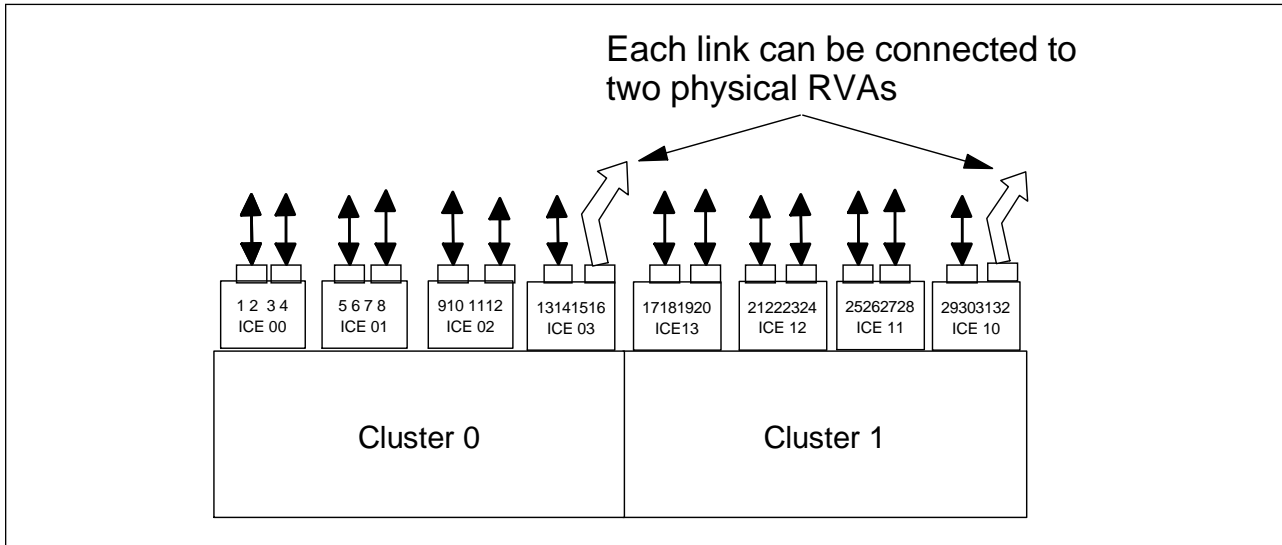 Each link can be connected to
two physical RVAs
1 2 3 4
ICE 00
5 6 7 8
ICE 01
910 1112
ICE 02
13141516
ICE 03
17181920
ICE13
21222324
ICE 12
25262728
ICE 11
29303132
ICE 10
Cluster 0
Cluster 1